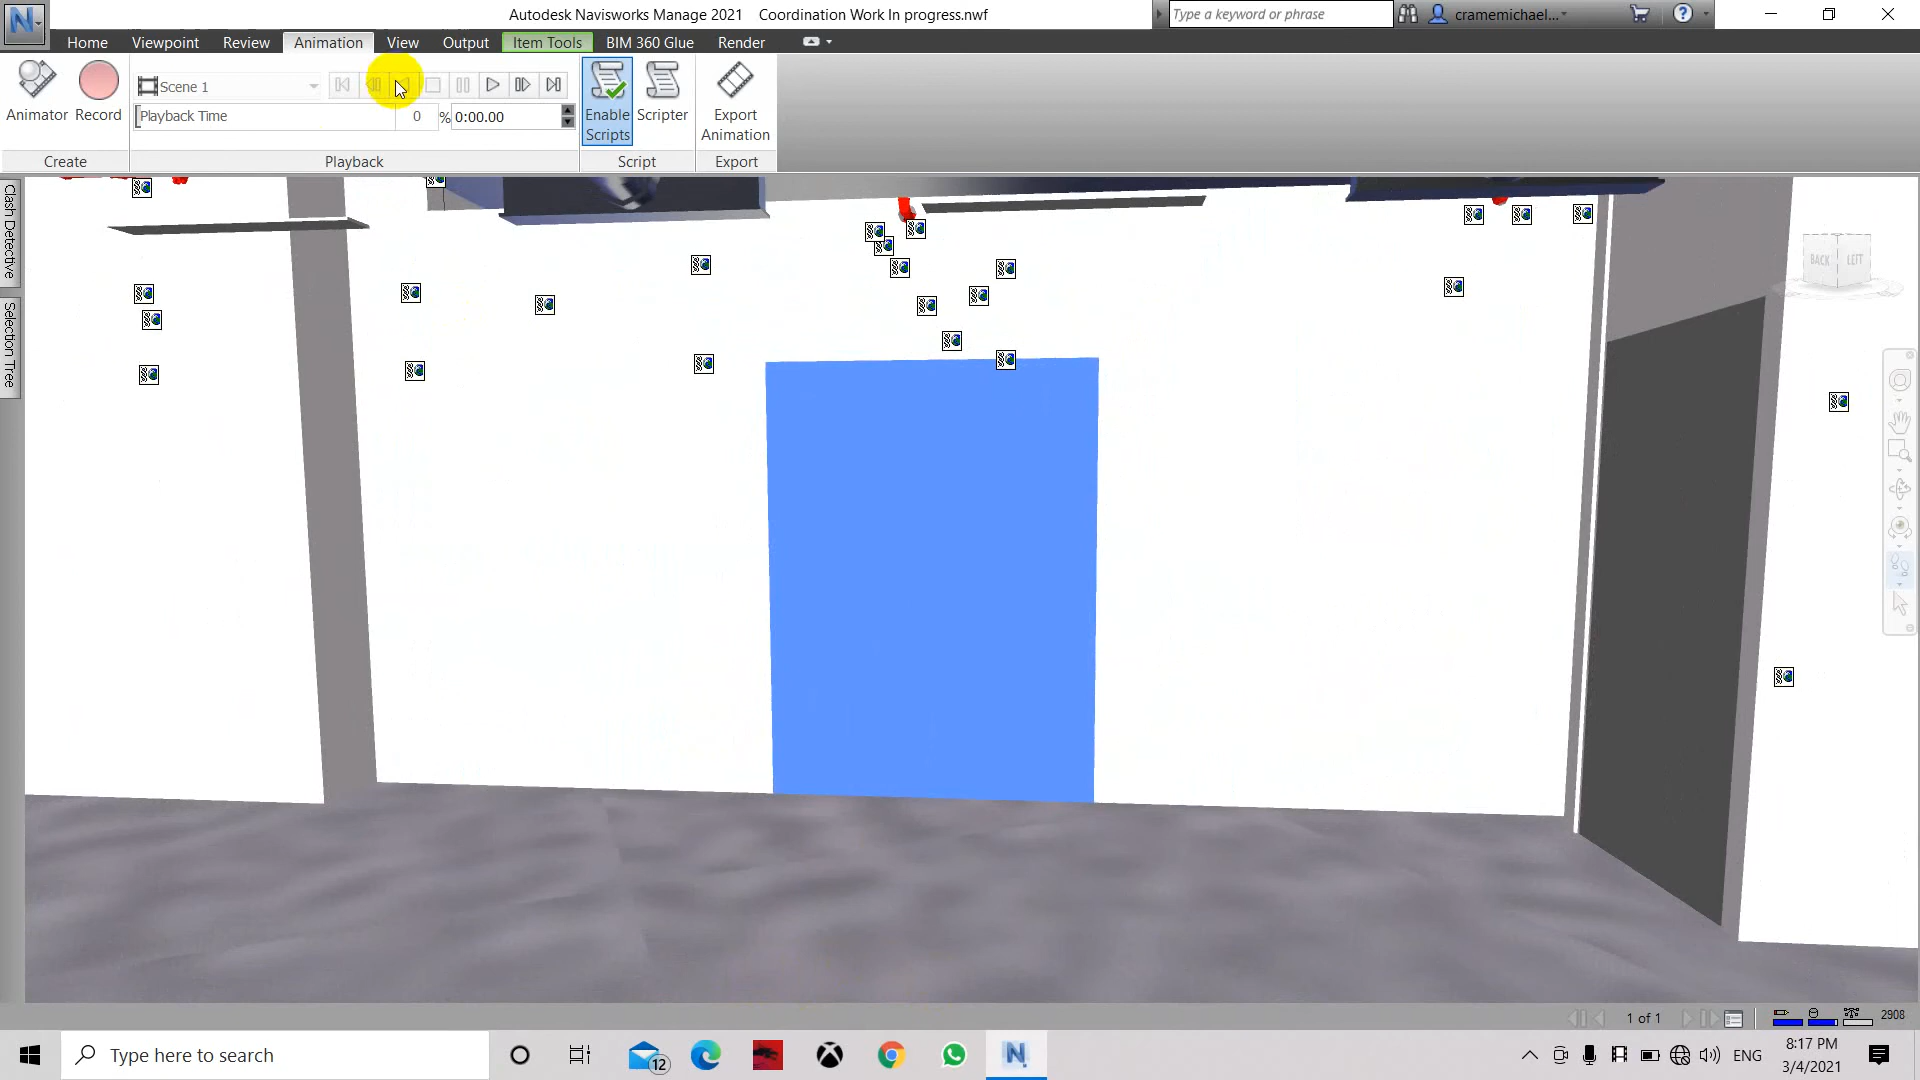 Autodesk Navisworks Manage 2021 Coordination Work In progress.nwf
Type a keyword or phrase
cramemichael...
Home Viewpoint Review Animation View Output Item Tools BIM 360 Glue Render
Scene 1
Animator Record
Playback Time 0 % 0:00.00
Enable Scripts
Scripter
Export Animation
Create Playback Script Export
Clash Detective
Selection Tree
BACK LEFT
1 of 1
2908
Type here to search
12
ENG
8:17 PM
3/4/2021